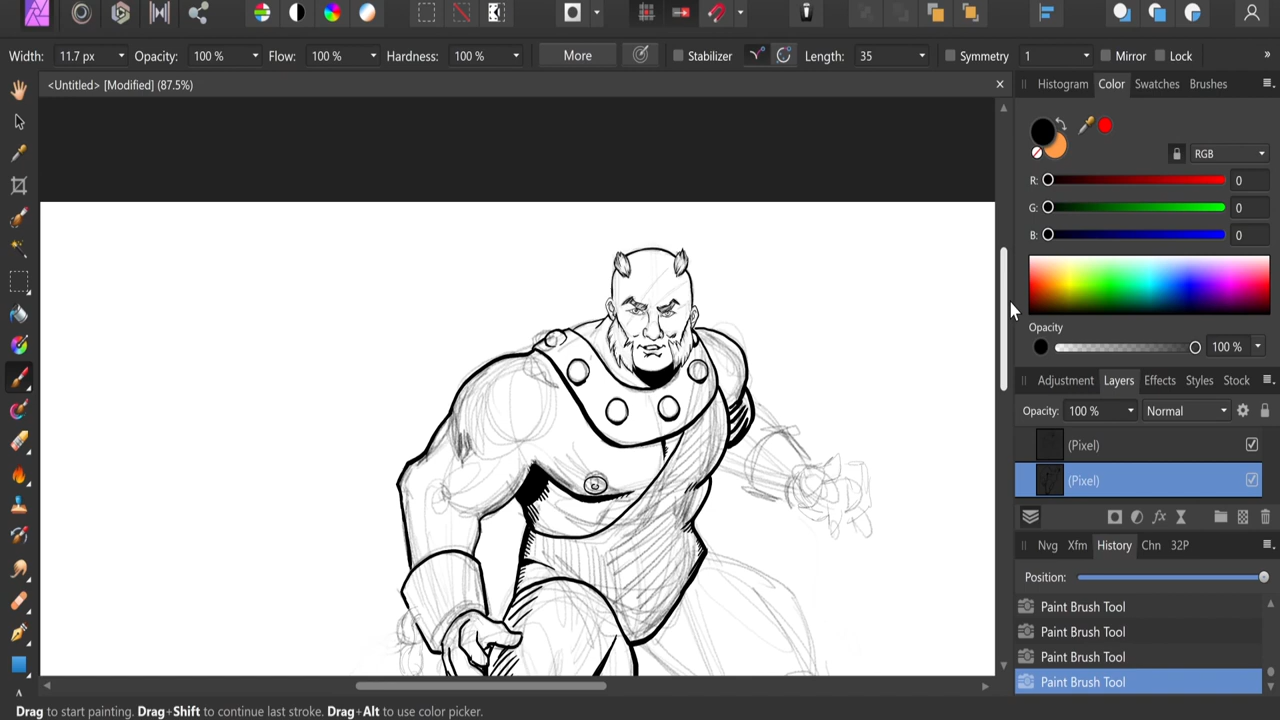 Width: 11.7 px Opacity: 100 % Flow: 100 % Hardness: 100 % More Stabilizer Length: 35 Symmetry 1 Mirror Lock »
<Untitled> [Modified] (87.5%)
Histogram Color Swatches Brushes
RGB
R: 0
G: 0
B: 0
Opacity
100 %
Adjustment Layers Effects Styles Stock
Opacity: 100 % Normal
(Pixel)
(Pixel)
Nvg Xfm History Chn 32P
Position:
Paint Brush Tool
Paint Brush Tool
Paint Brush Tool
Paint Brush Tool
Drag to start painting. Drag+Shift to continue last stroke. Drag+Alt to use color picker.